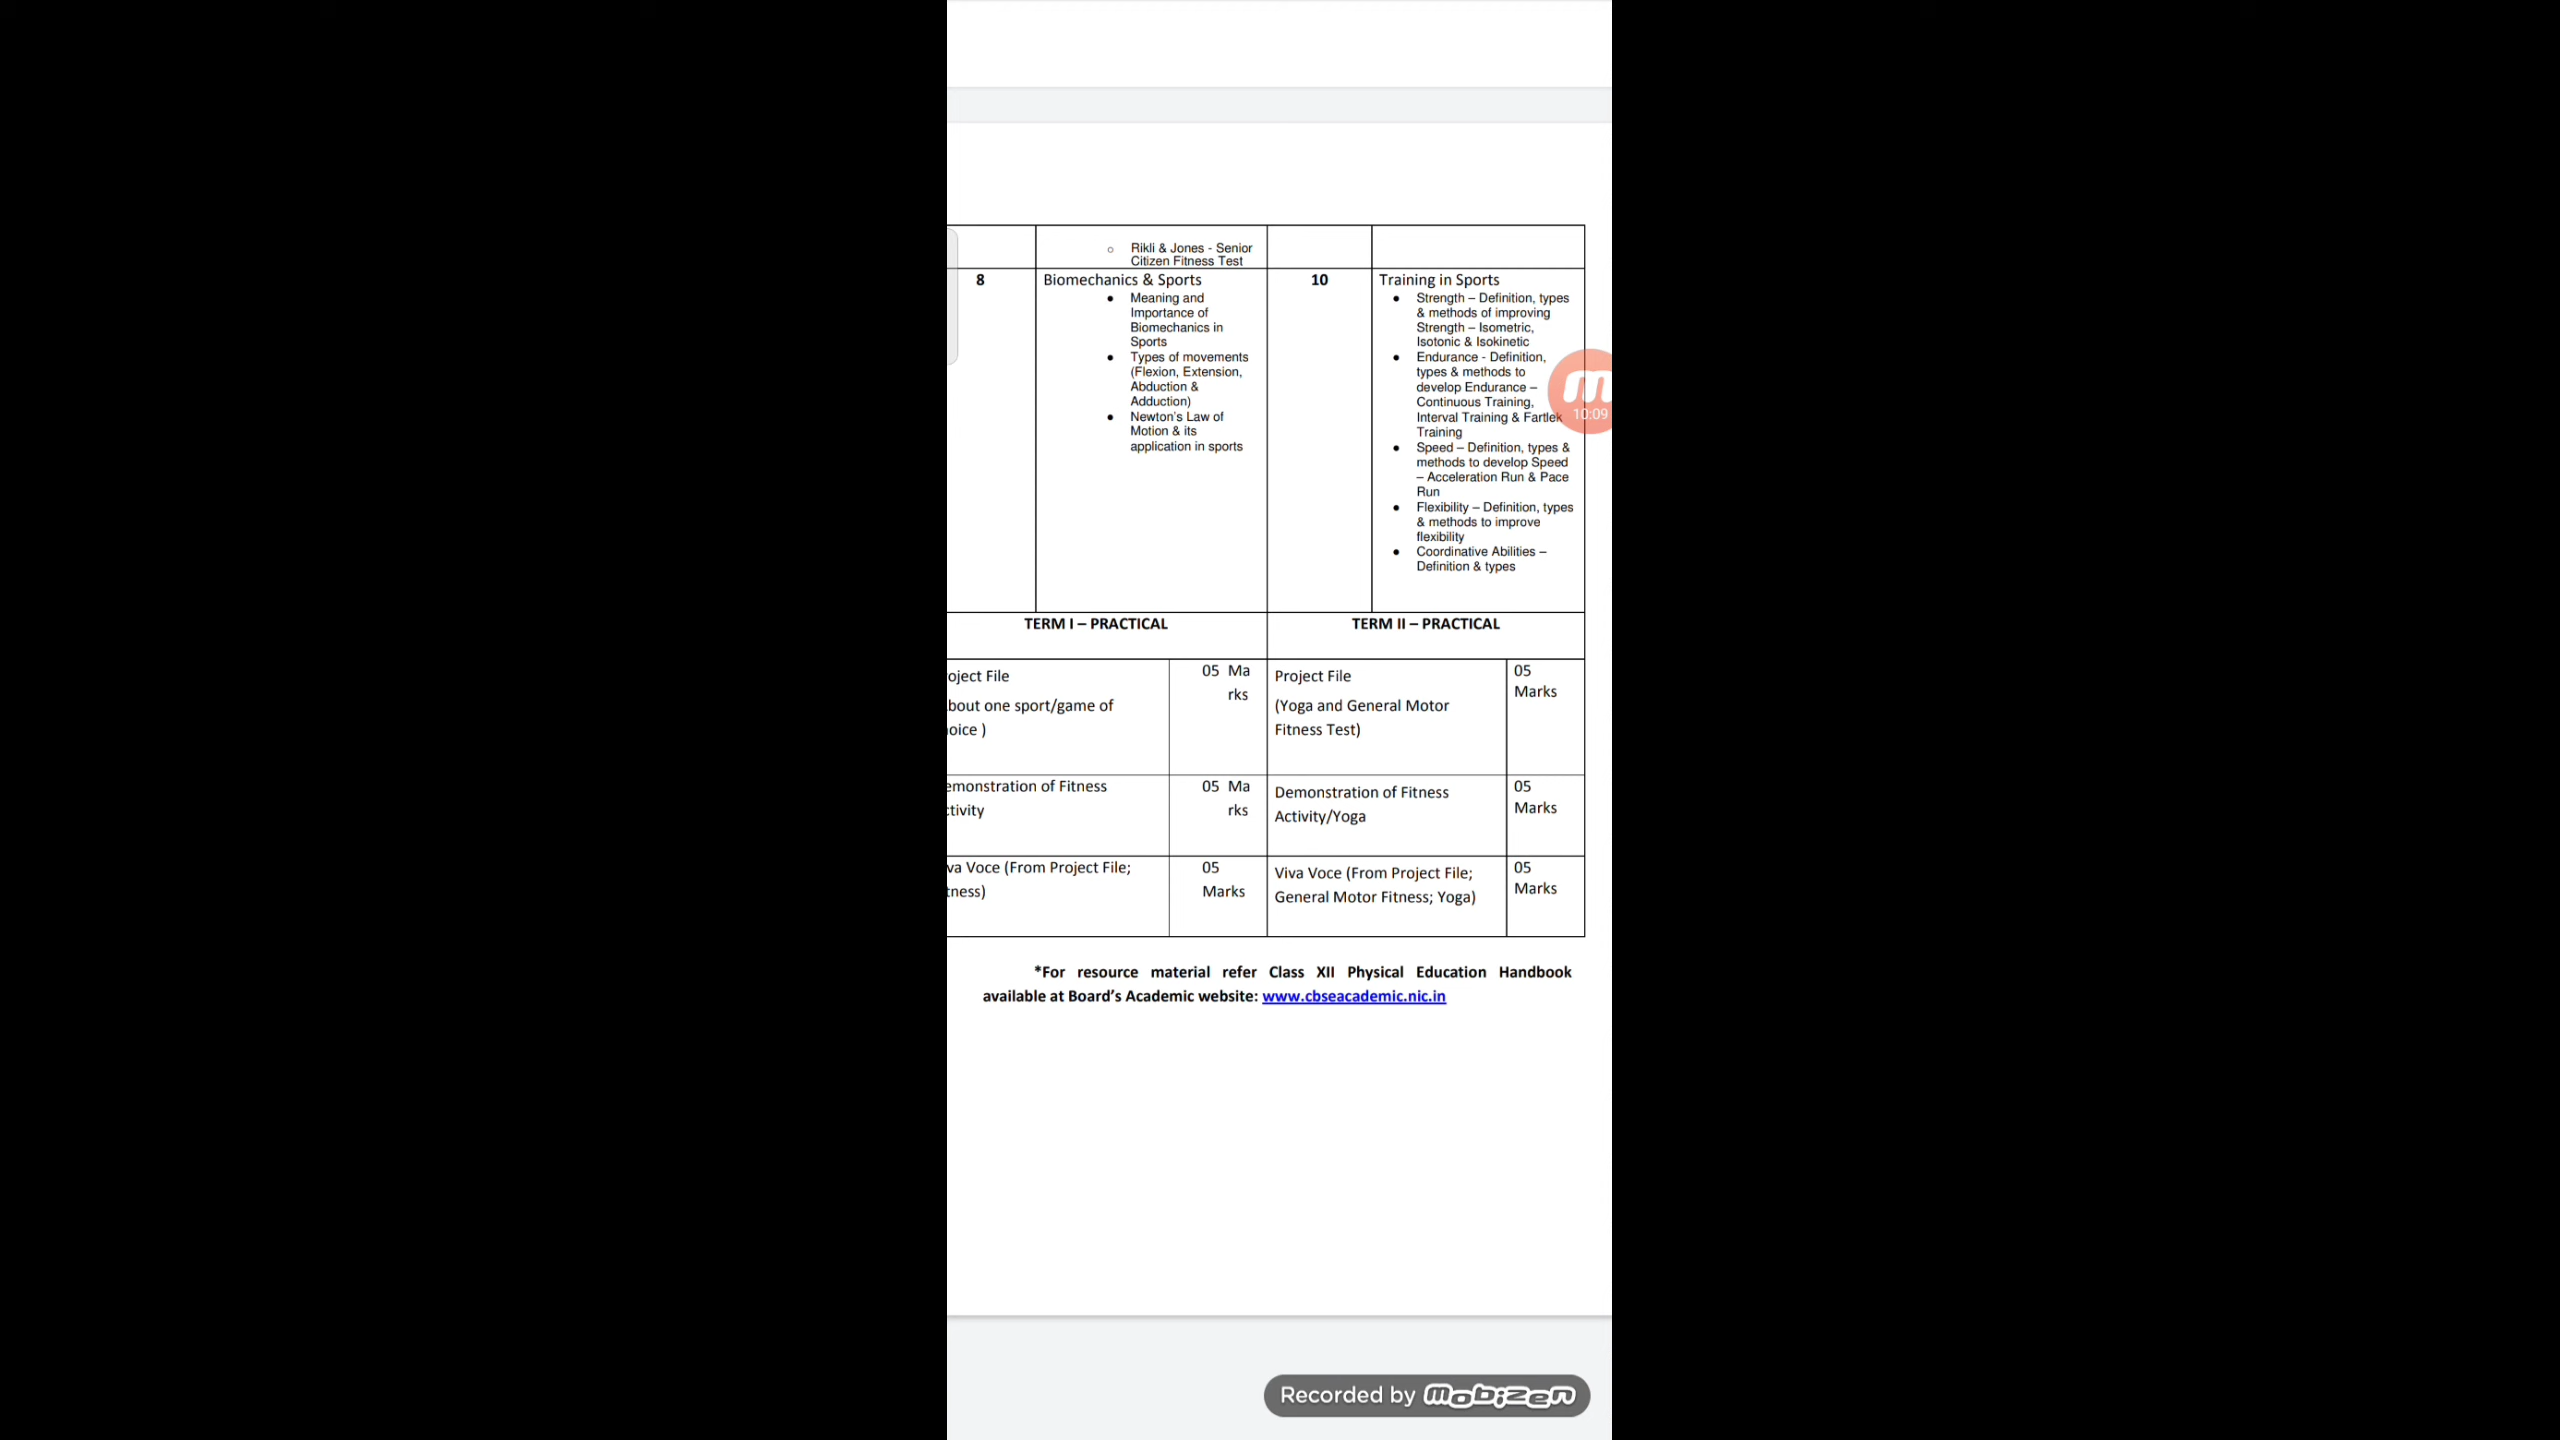 Rikli & Jones - Senior
Citizen Fitness Test
8
Biomechanics & Sports
Meaning and
Importance of
Biomechanics in
Sports
Types of movements
(Flexion, Extension,
Abduction &
Adduction)
Newton's Law of
Motion & its
application in sports
10
Training in Sports
Strength – Definition, types
& methods of improving
Strength – Isometric,
Isotonic & Isokinetic
Endurance - Definition,
types & methods to
develop Endurance –
Continuous Training,
Interval Training & Fartlek
Training
Speed – Definition, types &
methods to develop Speed
– Acceleration Run & Pace
Run
Flexibility – Definition, types
& methods to improve
flexibility
Coordinative Abilities –
Definition & types
10:09
TERM I – PRACTICAL
TERM II – PRACTICAL
oject File
bout one sport/game of
oice )
05 Ma
rks
Project File
(Yoga and General Motor
Fitness Test)
05
Marks
emonstration of Fitness
tivity
05 Ma
rks
Demonstration of Fitness
Activity/Yoga
05
Marks
va Voce (From Project File;
tness)
05
Marks
Viva Voce (From Project File;
General Motor Fitness; Yoga)
05
Marks
*For resource material refer Class XII Physical Education Handbook
available at Board's Academic website: www.cbseacademic.nic.in
Recorded by Mobizen